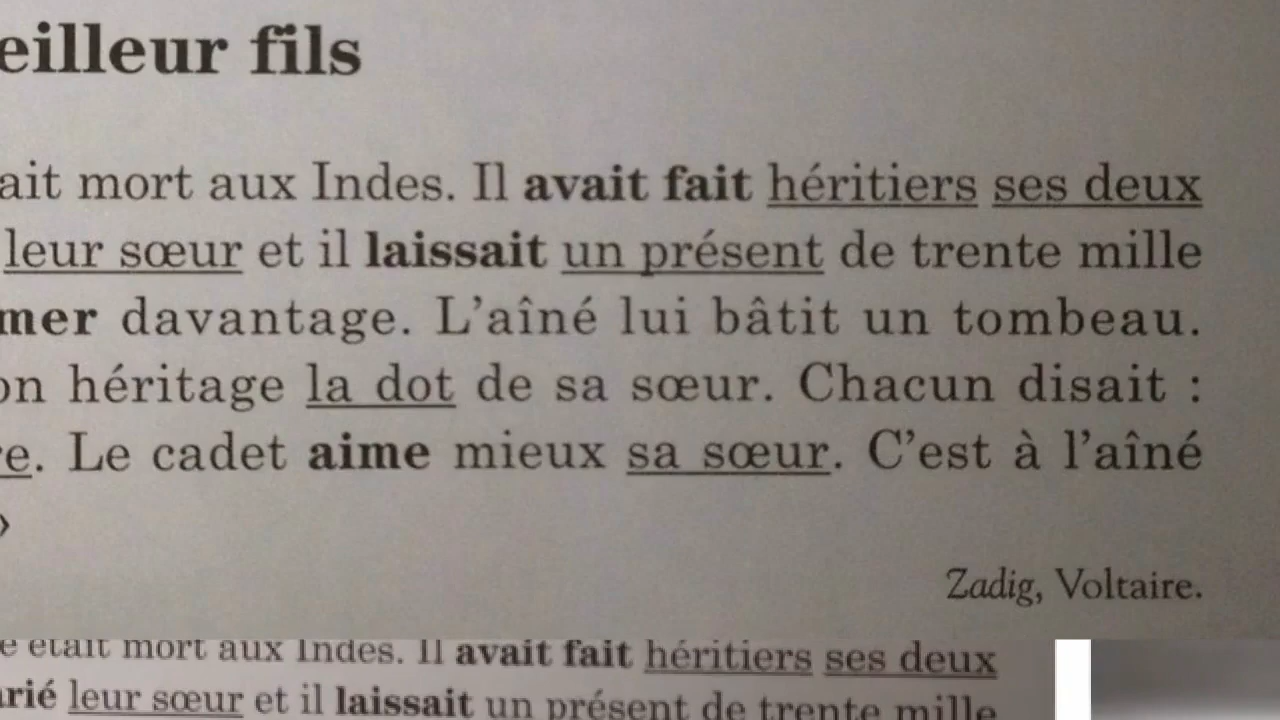 eilleur fils
ait mort aux Indes. Il avait fait héritiers ses deux
leur sœur et il laissait un présent de trente mille
mer davantage. L'aîné lui bâtit un tombeau.
on héritage la dot de sa sœur. Chacun disait :
e. Le cadet aime mieux sa sœur. C'est à l'aîné
»
Zadig, Voltaire.
e était mort aux Indes. Il avait fait héritiers ses deux
arié leur sœur et il laissait un présent de trente mille